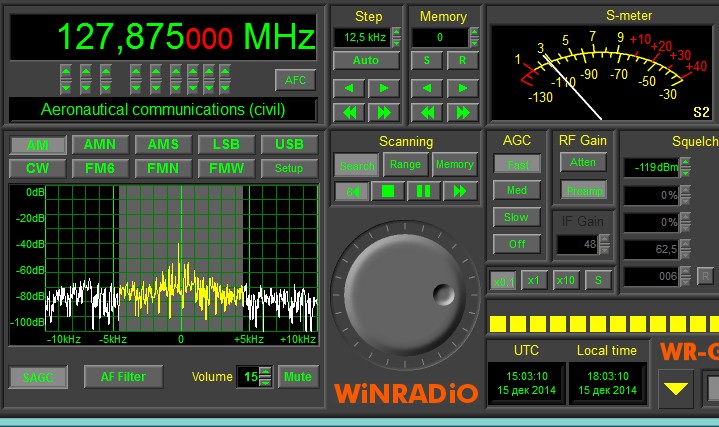 127,875000 MHz
AFC
Aeronautical communications (civil)
Step
12,5 kHz
Auto
Memory
0
S R
S-meter
1 3 5 7 9 +10 +20 +30 +40
-130 -110 -90 -70 -50 -30
S2
AM AMN AMS LSB USB
CW FM6 FMN FMW Setup
0dB
-20dB
-40dB
-60dB
-80dB
-100dB
-10kHz -5kHz 0 +5kHz +10kHz
SAGC AF Filter Volume 15 Mute
Scanning
Search Range Memory
WiNRADiO
AGC
Fast
Med
Slow
Off
RF Gain
Atten
Preamp
IF Gain
48
Squelch
-119dBm
0%
0%
62,5
006 R
x0.1 x1 x10 S
UTC
15:03:10
15 дек 2014
Local time
18:03:10
15 дек 2014
WR-G